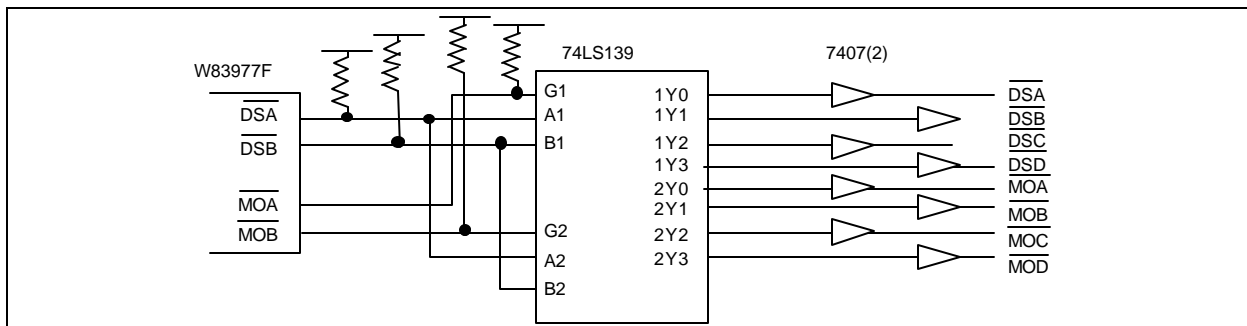 W83977F
74LS139
7407(2)
DSA
DSB
MOA
MOB
G1
A1
B1
G2
A2
B2
1Y0
1Y1
1Y2
1Y3
2Y0
2Y1
2Y2
2Y3
DSA
DSB
DSC
DSD
MOA
MOB
MOC
MOD